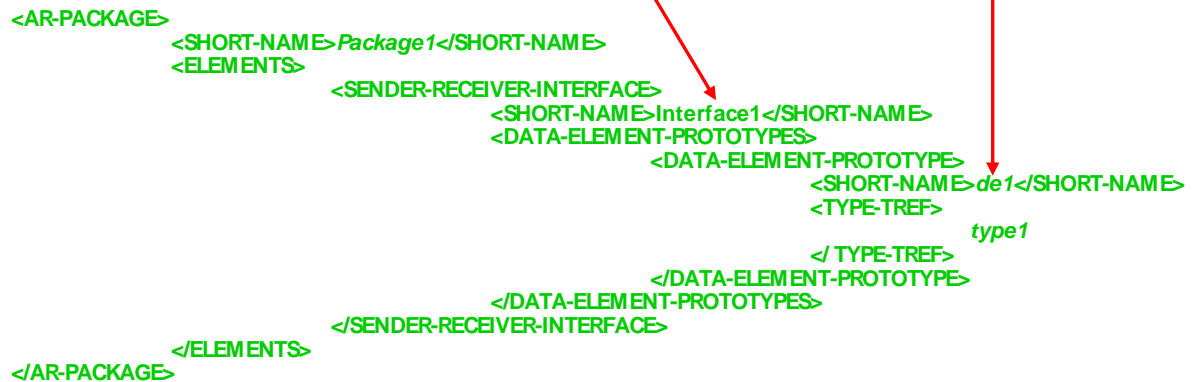 <AR-PACKAGE>
<SHORT-NAME>Package1</SHORT-NAME>
<ELEMENTS>
<SENDER-RECEIVER-INTERFACE>
<SHORT-NAME>Interface1</SHORT-NAME>
<DATA-ELEMENT-PROTOTYPES>
<DATA-ELEMENT-PROTOTYPE>
<SHORT-NAME>de1</SHORT-NAME>
<TYPE-TREF>
type1
</ TYPE-TREF>
</DATA-ELEMENT-PROTOTYPE>
</DATA-ELEMENT-PROTOTYPES>
</SENDER-RECEIVER-INTERFACE>
</ELEMENTS>
</AR-PACKAGE>